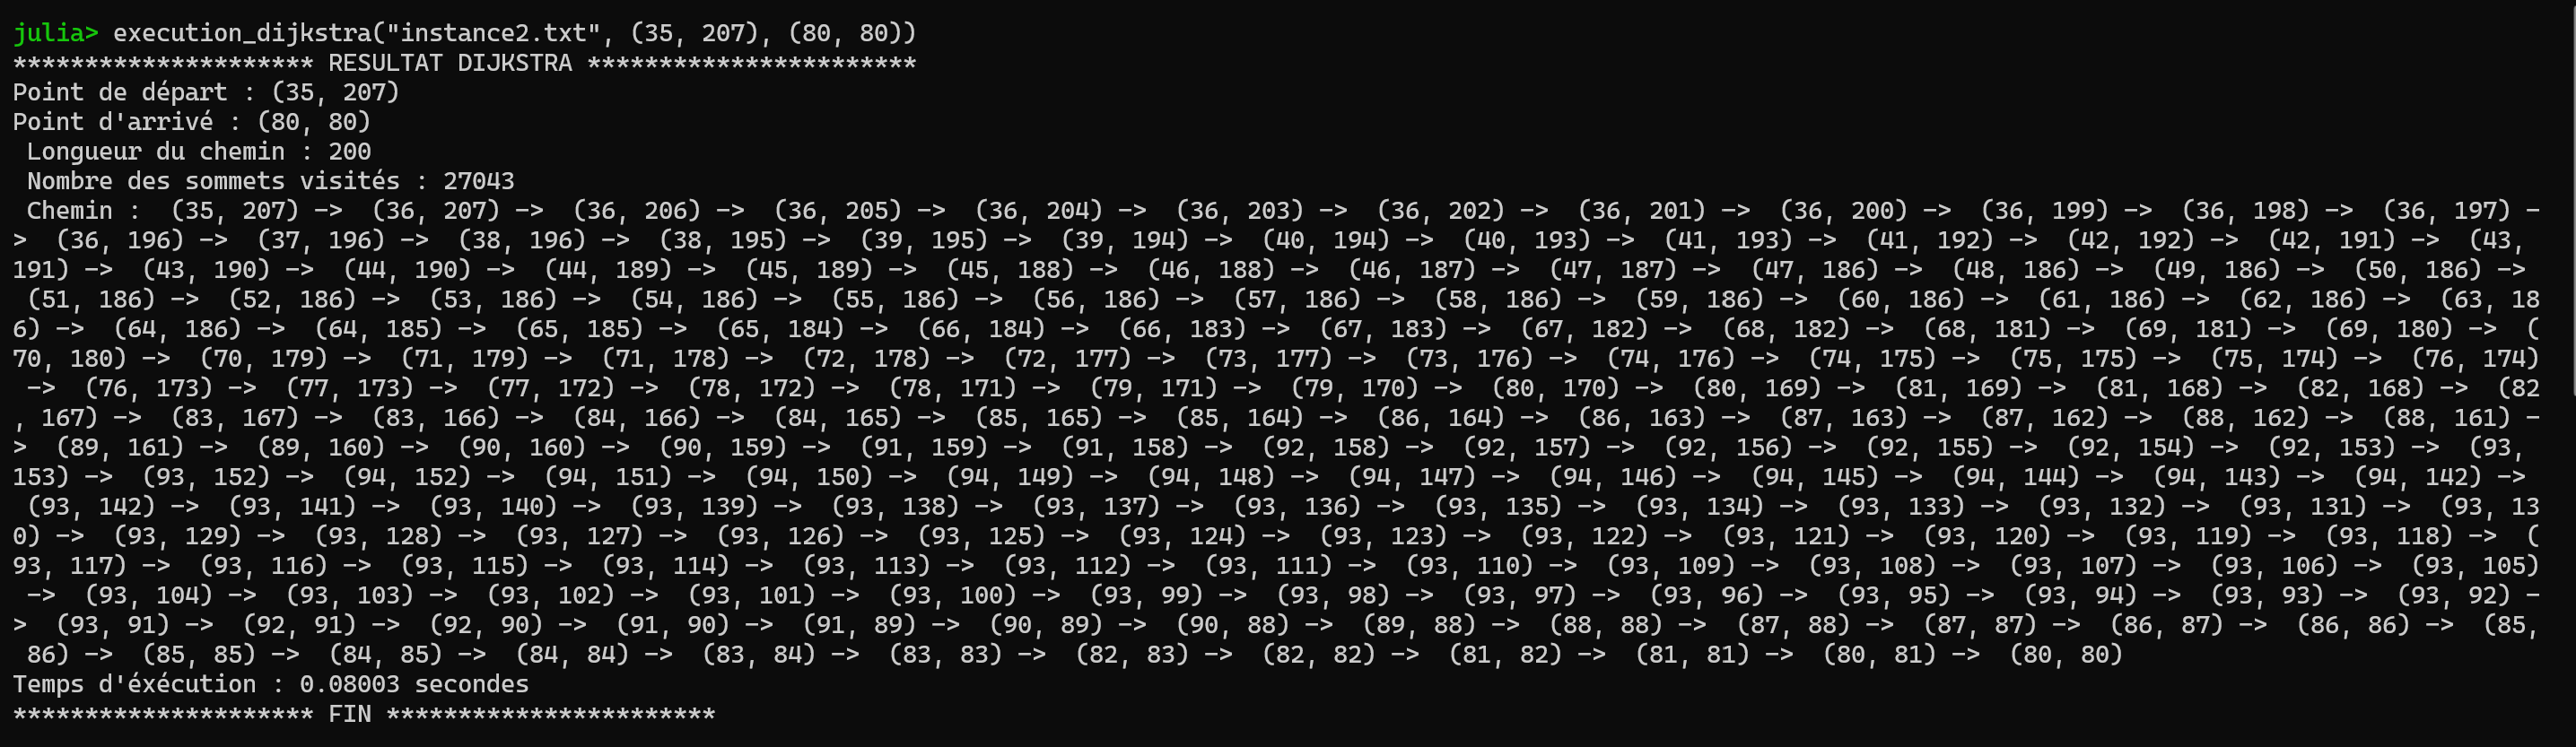 julia> execution_dijkstra("instance2.txt", (35, 207), (80, 80))
********************* RESULTAT DIJKSTRA ***********************
Point de départ : (35, 207)
Point d'arrivé : (80, 80)
 Longueur du chemin : 200
 Nombre des sommets visités : 27043
 Chemin :  (35, 207) ->  (36, 207) ->  (36, 206) ->  (36, 205) ->  (36, 204) ->  (36, 203) ->  (36, 202) ->  (36, 201) ->  (36, 200) ->  (36, 199) ->  (36, 198) ->  (36, 197) -
>  (36, 196) ->  (37, 196) ->  (38, 196) ->  (38, 195) ->  (39, 195) ->  (39, 194) ->  (40, 194) ->  (40, 193) ->  (41, 193) ->  (41, 192) ->  (42, 192) ->  (42, 191) ->  (43, 
191) ->  (43, 190) ->  (44, 190) ->  (44, 189) ->  (45, 189) ->  (45, 188) ->  (46, 188) ->  (46, 187) ->  (47, 187) ->  (47, 186) ->  (48, 186) ->  (49, 186) ->  (50, 186) -> 
 (51, 186) ->  (52, 186) ->  (53, 186) ->  (54, 186) ->  (55, 186) ->  (56, 186) ->  (57, 186) ->  (58, 186) ->  (59, 186) ->  (60, 186) ->  (61, 186) ->  (62, 186) ->  (63, 18
6) ->  (64, 186) ->  (64, 185) ->  (65, 185) ->  (65, 184) ->  (66, 184) ->  (66, 183) ->  (67, 183) ->  (67, 182) ->  (68, 182) ->  (68, 181) ->  (69, 181) ->  (69, 180) ->  (
70, 180) ->  (70, 179) ->  (71, 179) ->  (71, 178) ->  (72, 178) ->  (72, 177) ->  (73, 177) ->  (73, 176) ->  (74, 176) ->  (74, 175) ->  (75, 175) ->  (75, 174) ->  (76, 174)
 ->  (76, 173) ->  (77, 173) ->  (77, 172) ->  (78, 172) ->  (78, 171) ->  (79, 171) ->  (79, 170) ->  (80, 170) ->  (80, 169) ->  (81, 169) ->  (81, 168) ->  (82, 168) ->  (82
, 167) ->  (83, 167) ->  (83, 166) ->  (84, 166) ->  (84, 165) ->  (85, 165) ->  (85, 164) ->  (86, 164) ->  (86, 163) ->  (87, 163) ->  (87, 162) ->  (88, 162) ->  (88, 161) -
>  (89, 161) ->  (89, 160) ->  (90, 160) ->  (90, 159) ->  (91, 159) ->  (91, 158) ->  (92, 158) ->  (92, 157) ->  (92, 156) ->  (92, 155) ->  (92, 154) ->  (92, 153) ->  (93, 
153) ->  (93, 152) ->  (94, 152) ->  (94, 151) ->  (94, 150) ->  (94, 149) ->  (94, 148) ->  (94, 147) ->  (94, 146) ->  (94, 145) ->  (94, 144) ->  (94, 143) ->  (94, 142) -> 
 (93, 142) ->  (93, 141) ->  (93, 140) ->  (93, 139) ->  (93, 138) ->  (93, 137) ->  (93, 136) ->  (93, 135) ->  (93, 134) ->  (93, 133) ->  (93, 132) ->  (93, 131) ->  (93, 13
0) ->  (93, 129) ->  (93, 128) ->  (93, 127) ->  (93, 126) ->  (93, 125) ->  (93, 124) ->  (93, 123) ->  (93, 122) ->  (93, 121) ->  (93, 120) ->  (93, 119) ->  (93, 118) ->  (
93, 117) ->  (93, 116) ->  (93, 115) ->  (93, 114) ->  (93, 113) ->  (93, 112) ->  (93, 111) ->  (93, 110) ->  (93, 109) ->  (93, 108) ->  (93, 107) ->  (93, 106) ->  (93, 105)
 ->  (93, 104) ->  (93, 103) ->  (93, 102) ->  (93, 101) ->  (93, 100) ->  (93, 99) ->  (93, 98) ->  (93, 97) ->  (93, 96) ->  (93, 95) ->  (93, 94) ->  (93, 93) ->  (93, 92) -
>  (93, 91) ->  (92, 91) ->  (92, 90) ->  (91, 90) ->  (91, 89) ->  (90, 89) ->  (90, 88) ->  (89, 88) ->  (88, 88) ->  (87, 88) ->  (87, 87) ->  (86, 87) ->  (86, 86) ->  (85,
 86) ->  (85, 85) ->  (84, 85) ->  (84, 84) ->  (83, 84) ->  (83, 83) ->  (82, 83) ->  (82, 82) ->  (81, 82) ->  (81, 81) ->  (80, 81) ->  (80, 80)
Temps d'éxécution : 0.08003 secondes
********************* FIN ***********************